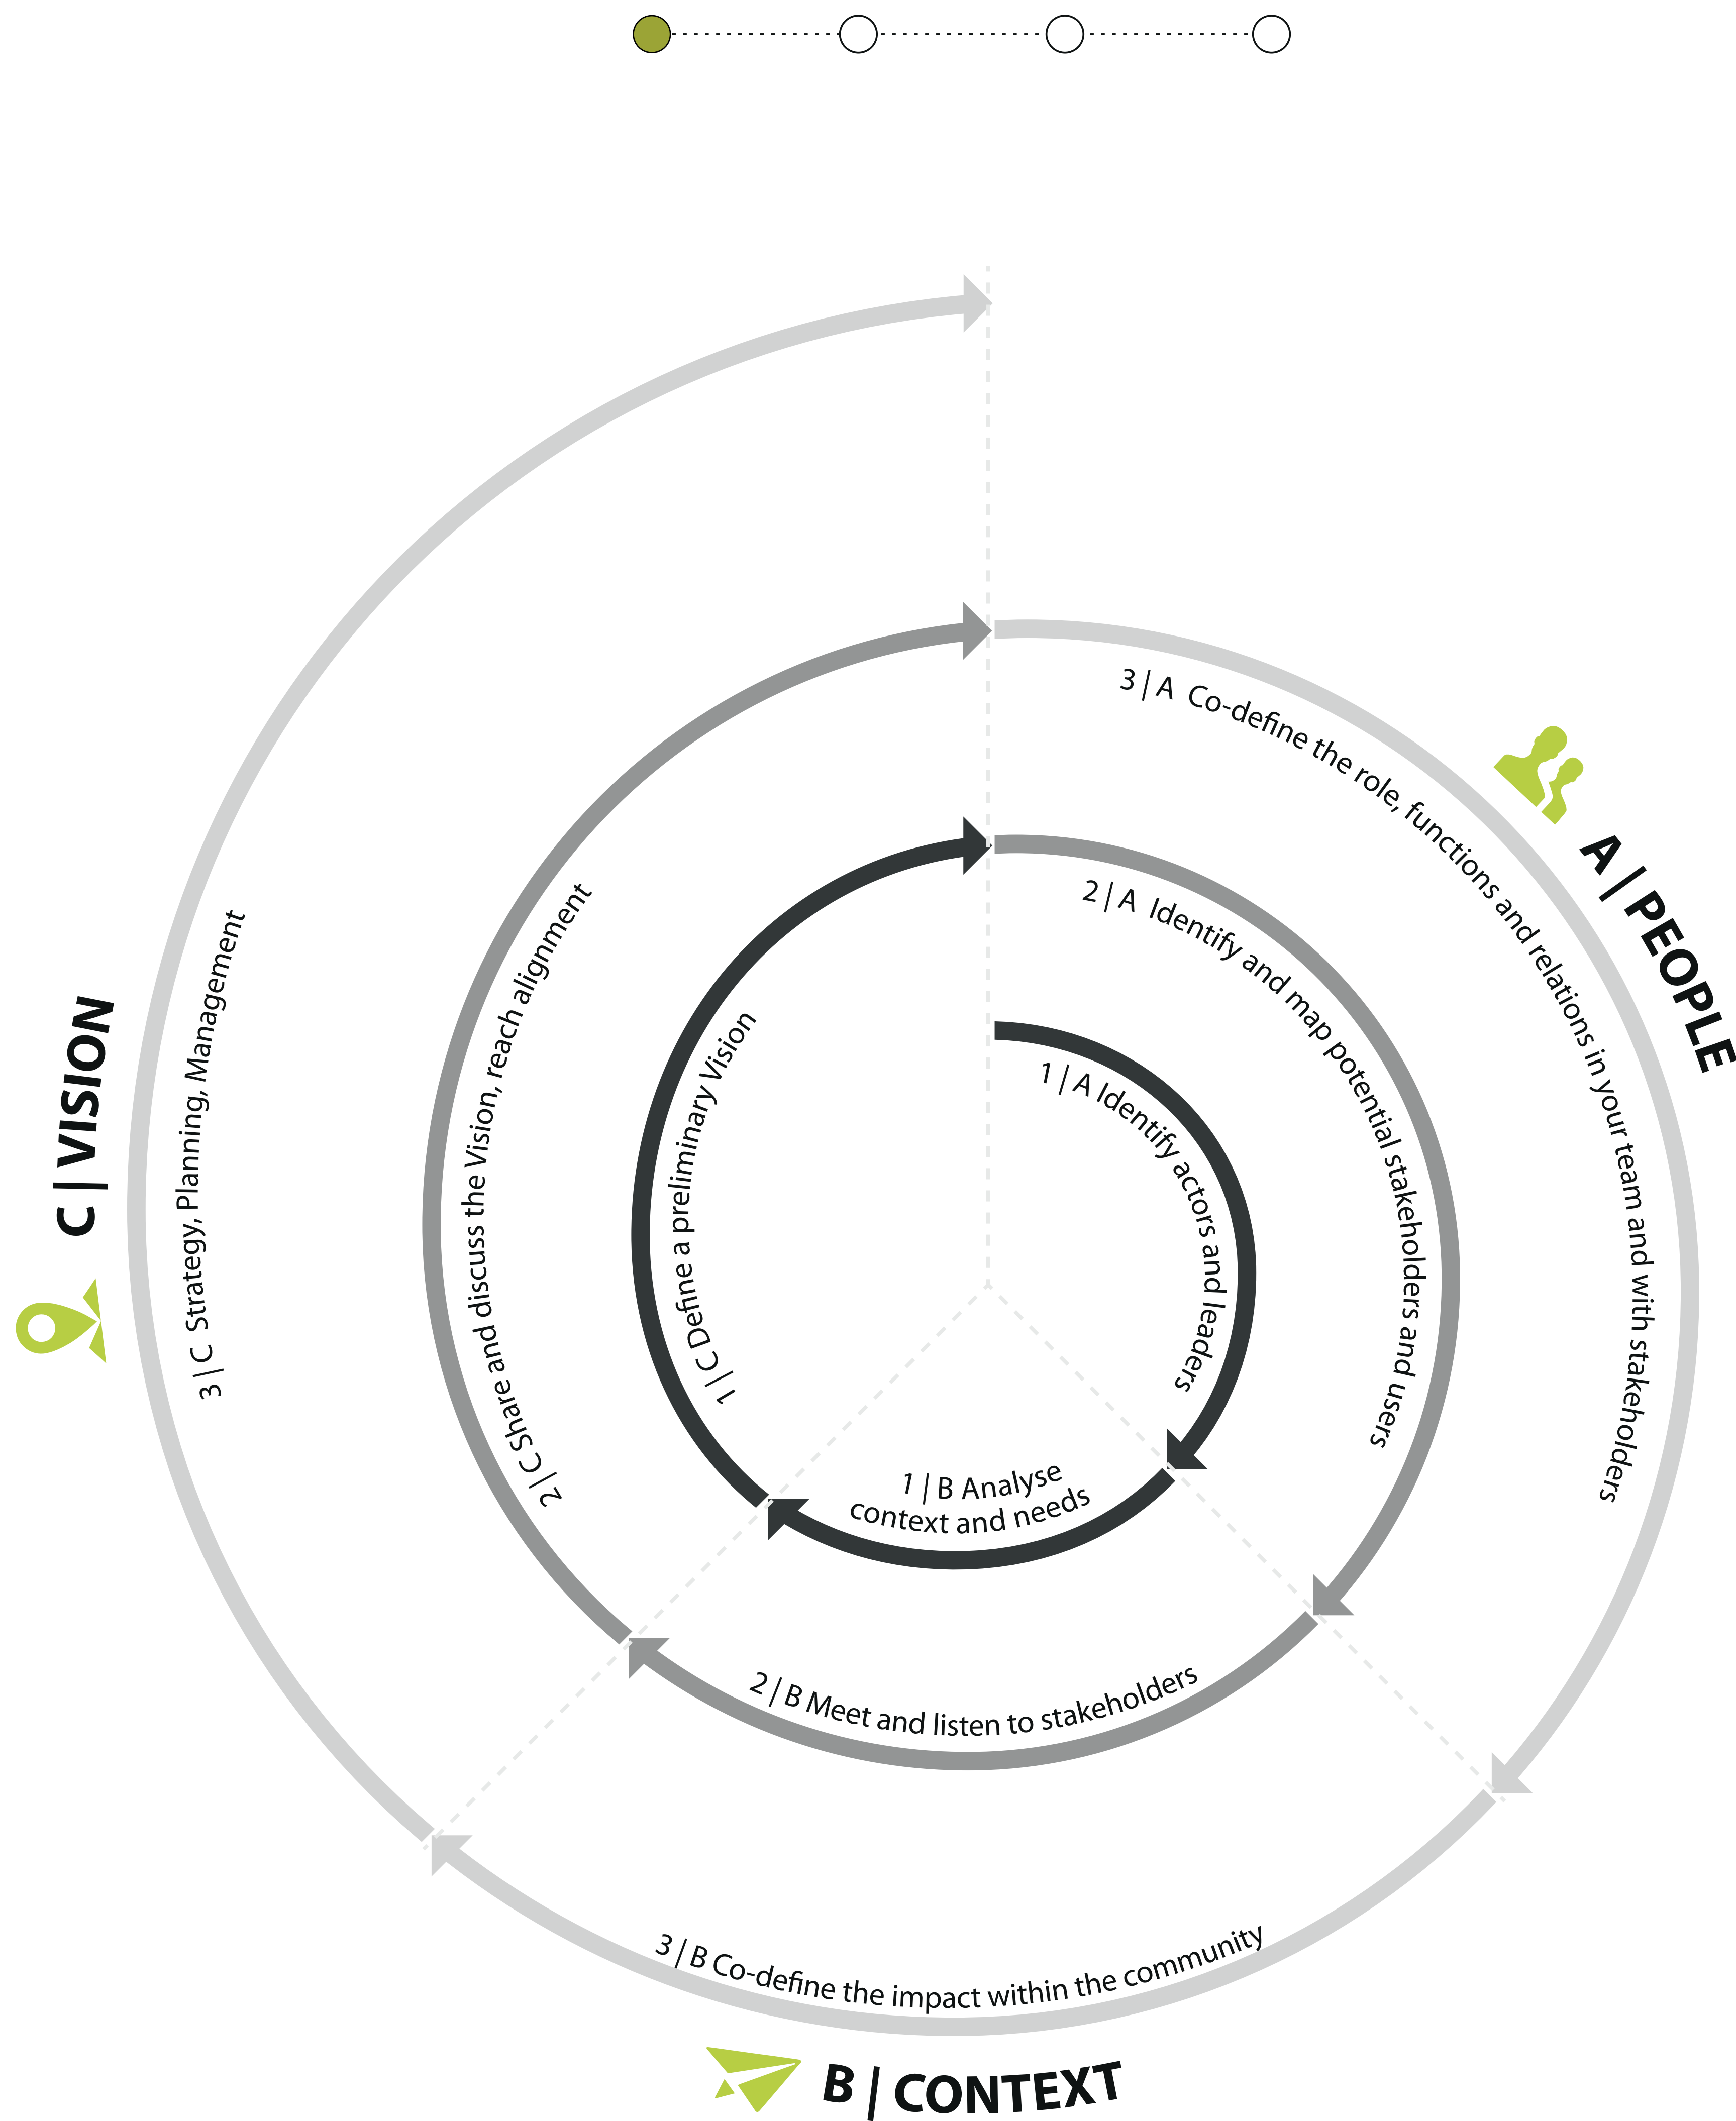 3 | A Co-define the role, functions and relations in your team and with stakeholders
2 | A Identify and map potential stakeholders and users
1 | A Identify actors and leaders
A | PEOPLE
1 | B Analyse
context and needs
2 | B Meet and listen to stakeholders
3 | B Co-define the impact within the community
B | CONTEXT
1 | C Define a preliminary Vision
2 | C Share and discuss the Vision, reach alignment
3 | C Strategy, Planning, Management
C | VISION